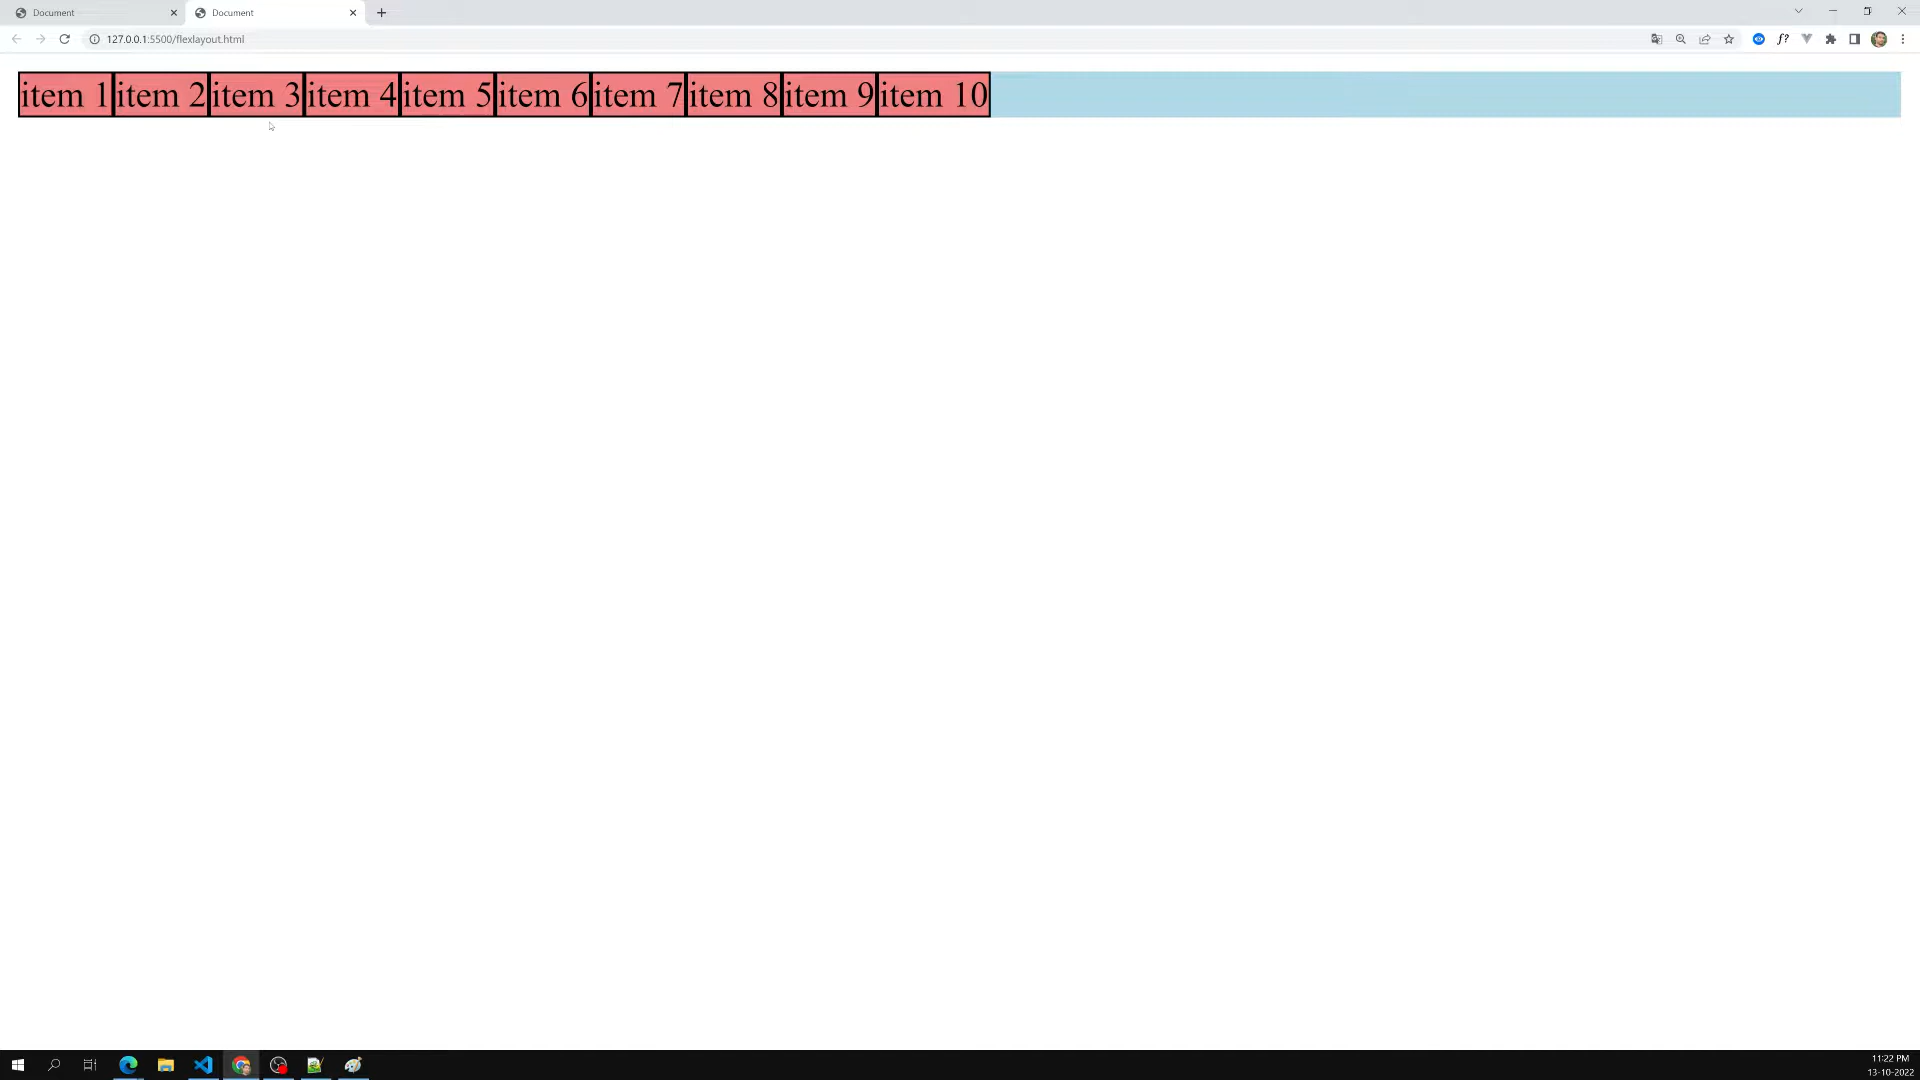 Document
Document
127.0.0.1:5500/flexlayout.html
f?
item 1 item 2 item 3 item 4 item 5 item 6 item 7 item 8 item 9 item 10
11:22 PM
13-10-2022